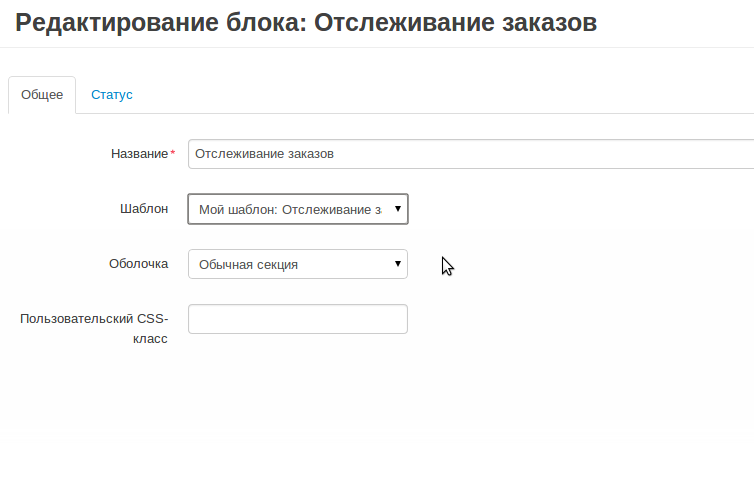 Редактирование блока: Отслеживание заказов
Общее Статус
Название* Отслеживание заказов
Шаблон Мой шаблон: Отслеживание з
Оболочка Обычная секция
Пользовательский CSS-
класс